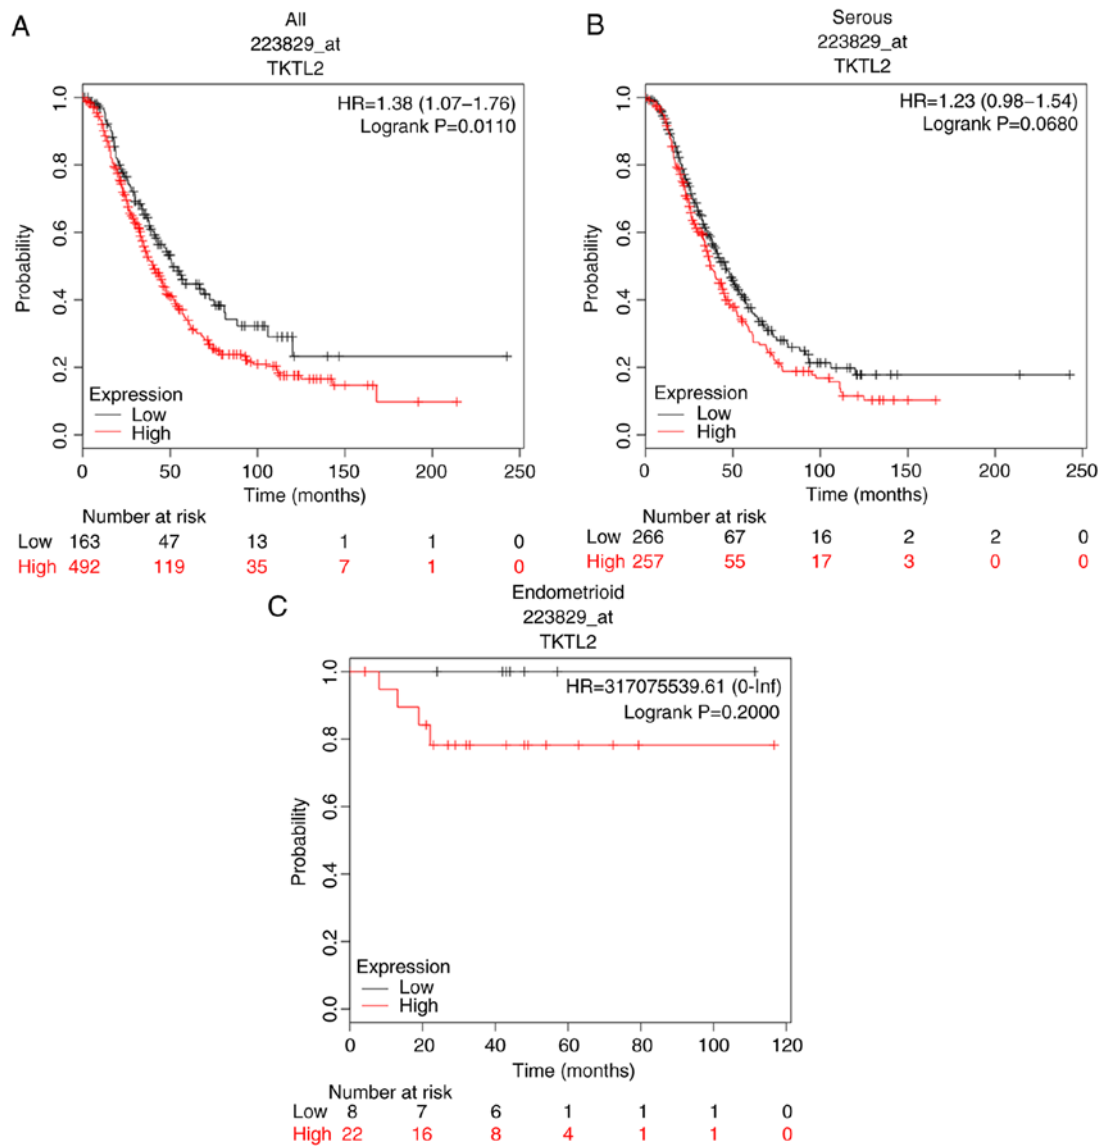 A
All
223829_at
TKTL2
HR=1.38 (1.07–1.76)
Logrank P=0.0110
Probability
1.0
0.8
0.6
0.4
0.2
0.0
Expression
Low
High
0 50 100 150 200 250
Time (months)
Number at risk
Low 163 47 13 1 1 0
High 492 119 35 7 1 0
B
Serous
223829_at
TKTL2
HR=1.23 (0.98–1.54)
Logrank P=0.0680
Probability
1.0
0.8
0.6
0.4
0.2
0.0
Expression
Low
High
0 50 100 150 200 250
Time (months)
Number at risk
Low 266 67 16 2 2 0
High 257 55 17 3 0 0
C
Endometrioid
223829_at
TKTL2
HR=317075539.61 (0-Inf)
Logrank P=0.2000
Probability
1.0
0.8
0.6
0.4
0.2
0.0
Expression
Low
High
0 20 40 60 80 100 120
Time (months)
Number at risk
Low 8 7 6 1 1 1 0
High 22 16 8 4 1 1 0